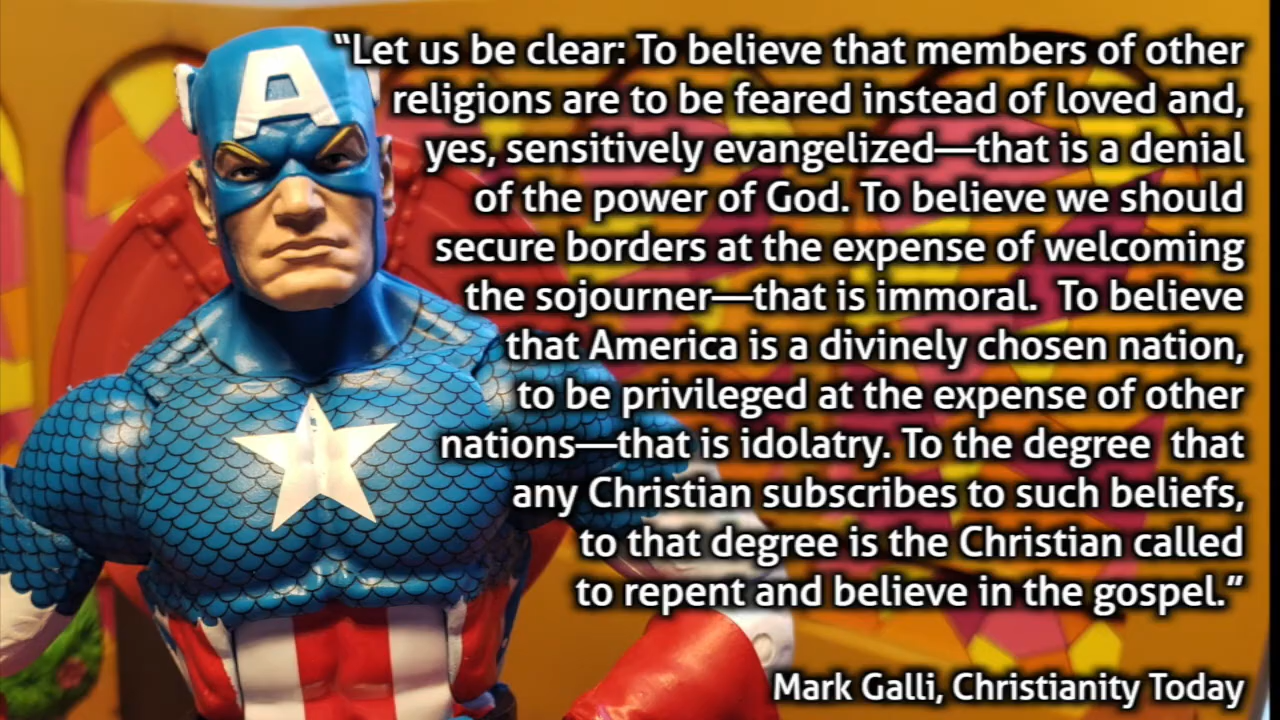 “Let us be clear: To believe that members of other
religions are to be feared instead of loved and,
yes, sensitively evangelized—that is a denial
of the power of God. To believe we should
secure borders at the expense of welcoming
the sojourner—that is immoral.  To believe
that America is a divinely chosen nation,
to be privileged at the expense of other
nations—that is idolatry. To the degree  that
any Christian subscribes to such beliefs,
to that degree is the Christian called
to repent and believe in the gospel.”
Mark Galli, Christianity Today
A